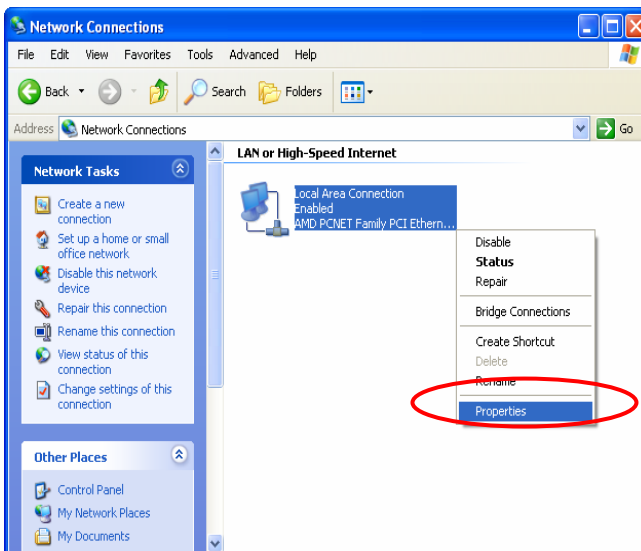 Network Connections
File Edit View Favorites Tools Advanced Help
Back Search Folders
Address Network Connections Go
Network Tasks
Create a new
connection
Set up a home or small
office network
Disable this network
device
Repair this connection
Rename this connection
View status of this
connection
Change settings of this
connection
Other Places
Control Panel
My Network Places
My Documents
LAN or High-Speed Internet
Local Area Connection
Enabled
AMD PCNET Family PCI Ethern...
Disable
Status
Repair
Bridge Connections
Create Shortcut
Delete
Rename
Properties